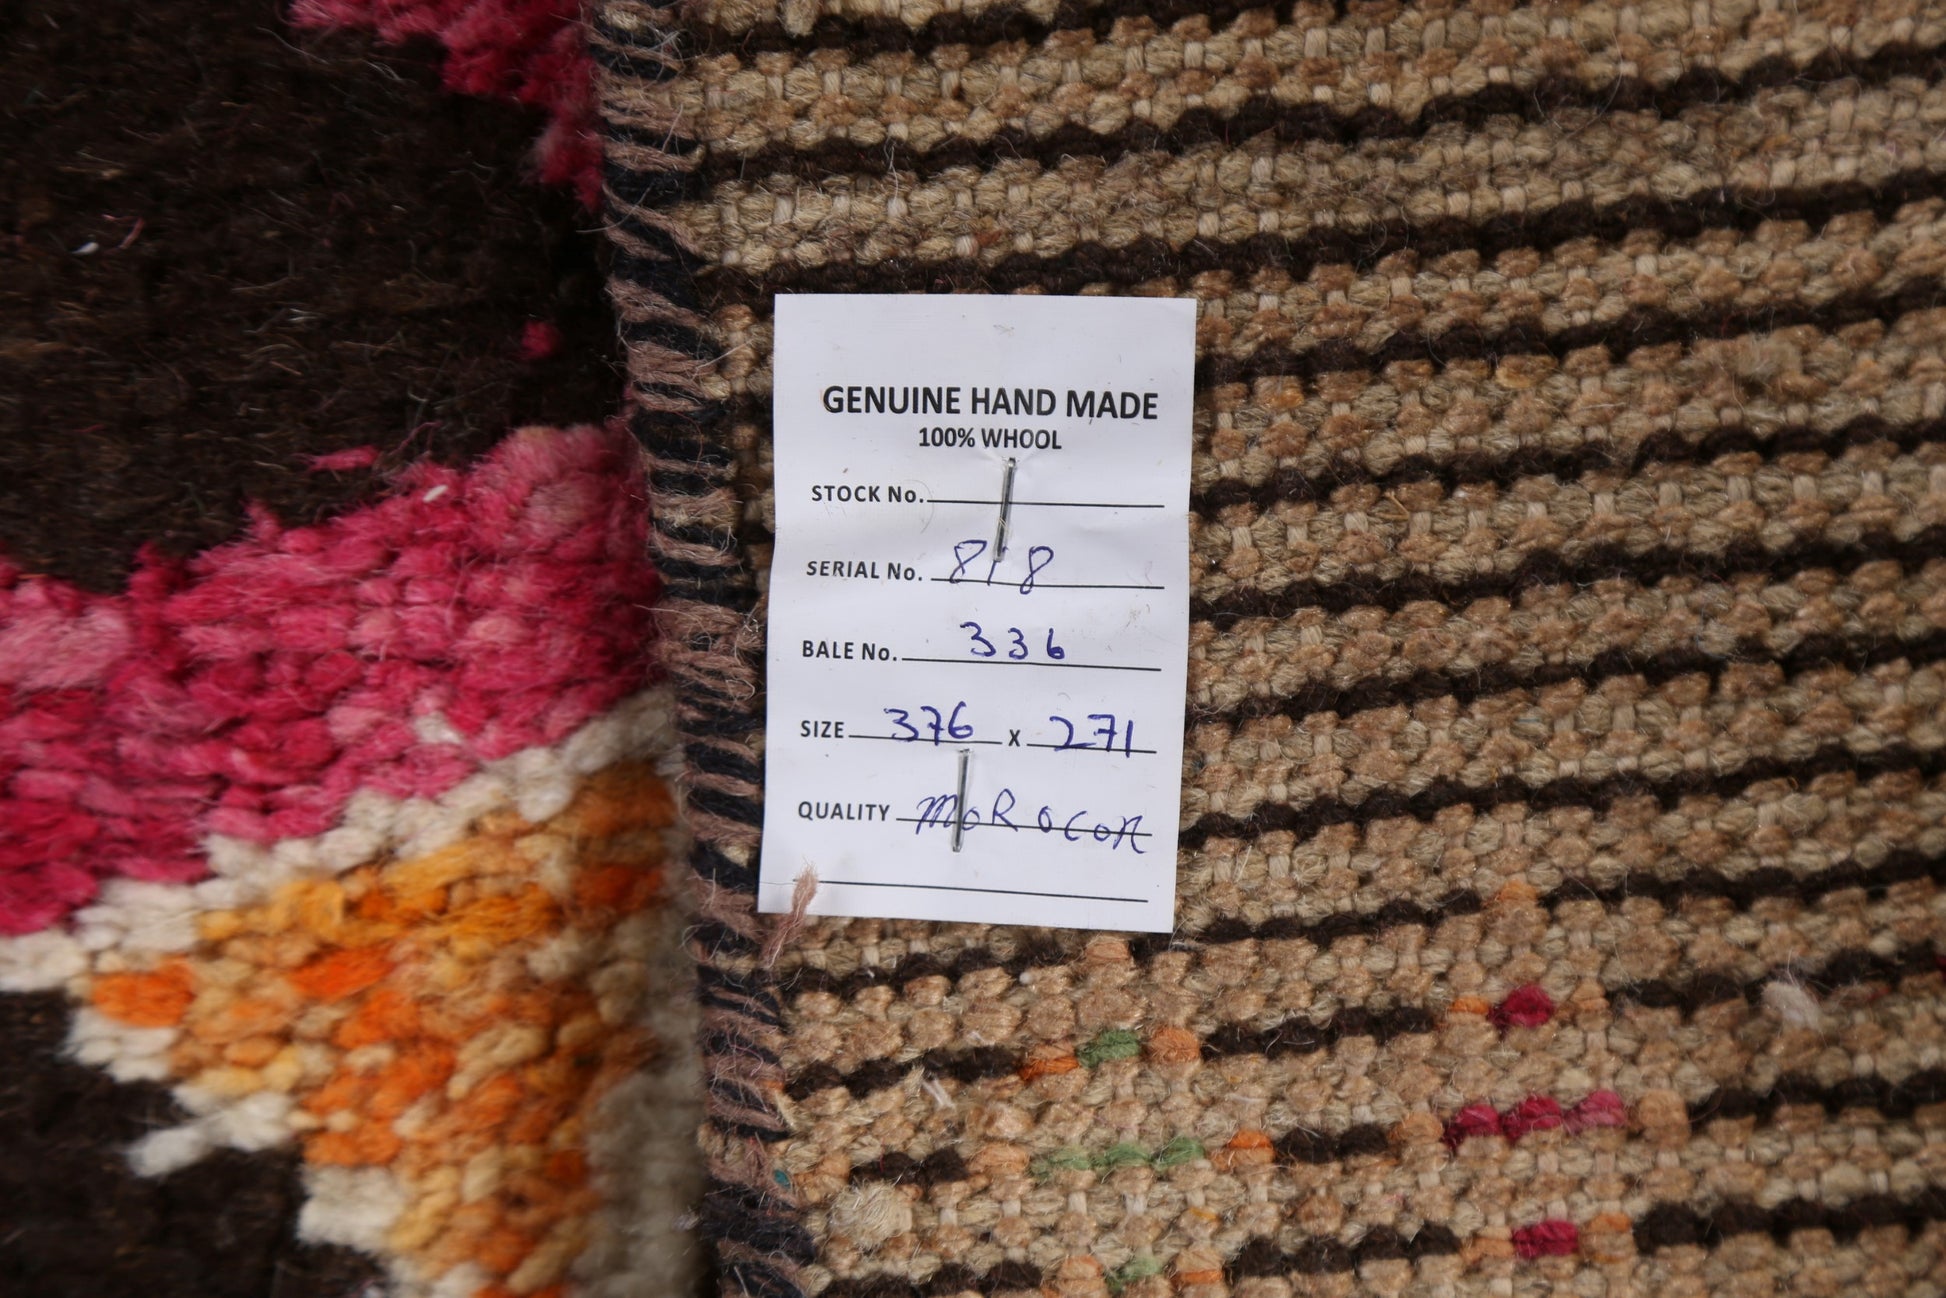 GENUINE HAND MADE
100% WHOOL
STOCK No.
SERIAL No. 818
BALE No. 336
SIZE 376 x 271
QUALITY MOROCON